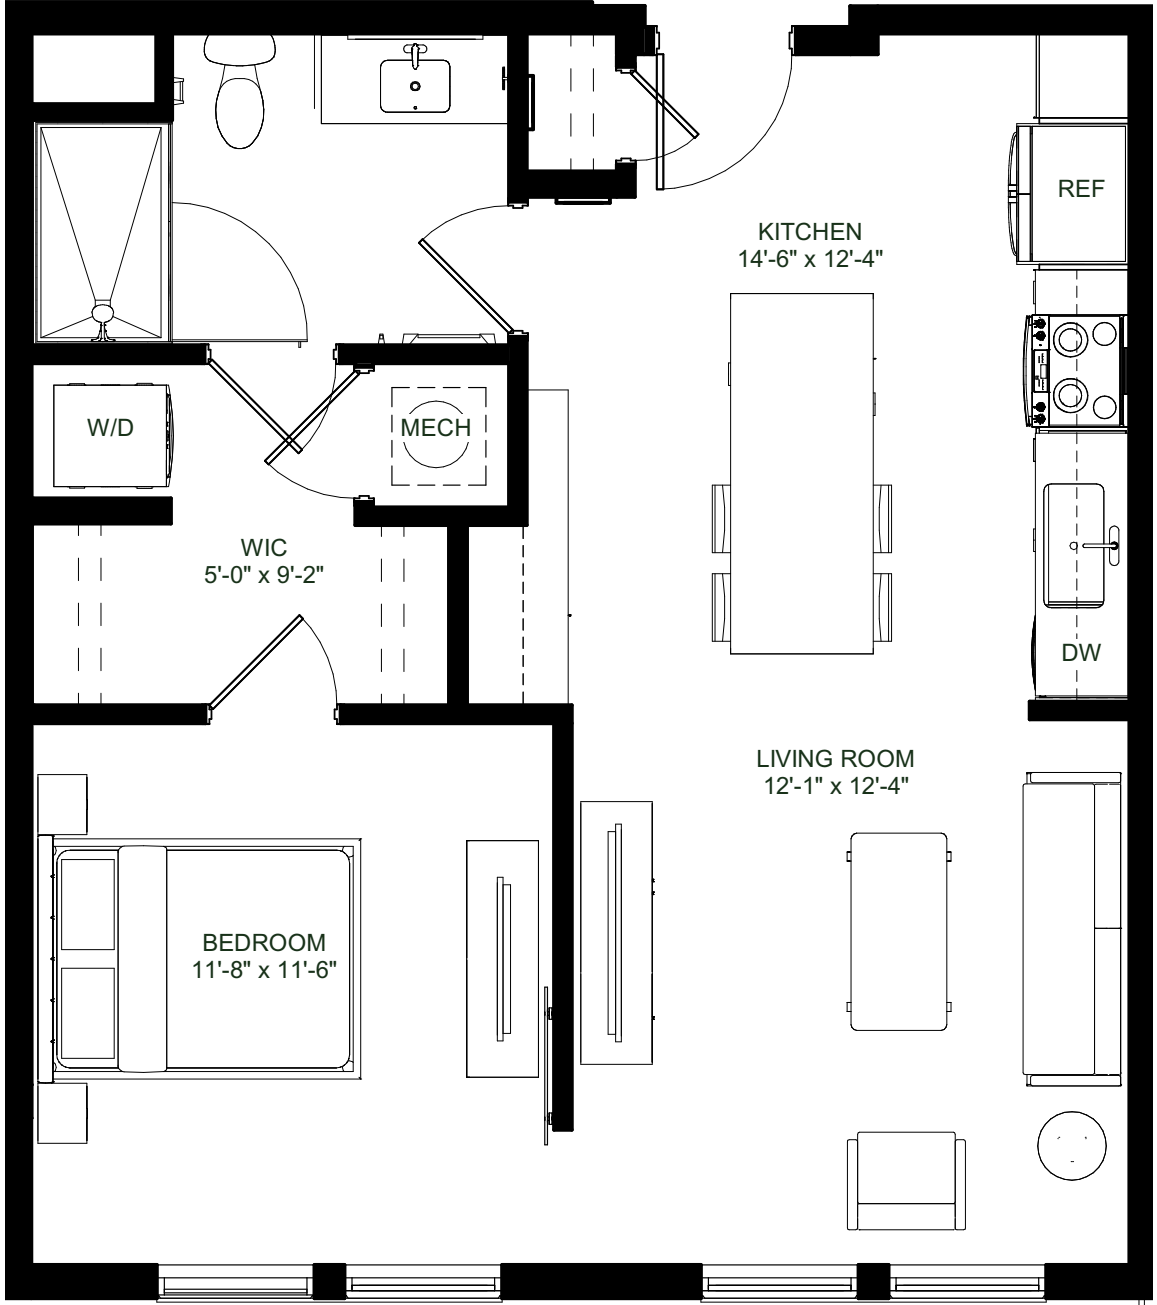 REF
KITCHEN
14'-6" x 12'-4"
W/D
MECH
WIC
5'-0" x 9'-2"
DW
LIVING ROOM
12'-1" x 12'-4"
BEDROOM
11'-8" x 11'-6"